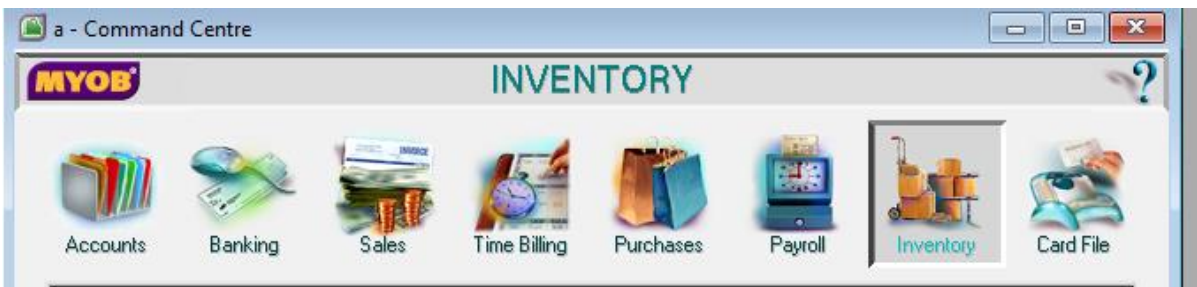 a - Command Centre
MYOB INVENTORY ?
INVOICE
Accounts Banking Sales Time Billing Purchases Payroll Inventory Card File